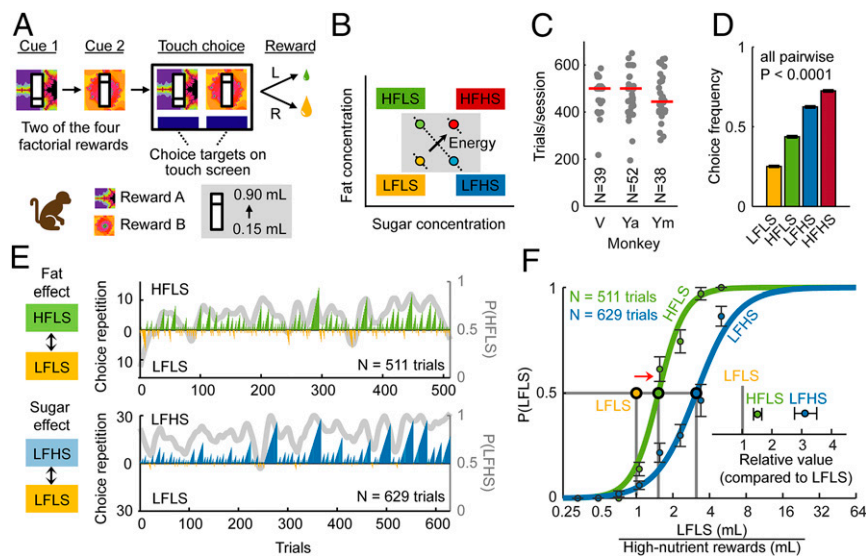 A
Cue 1
Cue 2
Touch choice
Reward
L
R
Two of the four
factorial rewards
Choice targets on
touch screen
Reward A
Reward B
0.90 mL
0.15 mL
B
Fat concentration
HFLS
HFHS
Energy
LFLS
LFHS
Sugar concentration
C
Trials/session
600
400
200
0
N=39
N=52
N=38
V
Ya
Ym
Monkey
D
Choice frequency
1
0.5
0
all pairwise
P < 0.0001
LFLS
HFLS
LFHS
HFHS
E
Fat
effect
HFLS
LFLS
Choice repetition
10
0
10
HFLS
LFLS
N = 511 trials
1
0.5
0
P(HFLS)
0
100
200
300
400
500
Sugar
effect
LFHS
LFLS
Choice repetition
30
0
30
LFHS
LFLS
N = 629 trials
1
0.5
0
P(LFHS)
0
100
200
300
400
500
600
Trials
F
P(LFLS)
1
0.5
0
N = 511 trials
N = 629 trials
HFLS
LFHS
LFLS
LFLS
HFLS
LFHS
1
2
3
4
Relative value
(compared to LFLS)
0.25
0.5
1
2
4
8
16
32
64
LFLS (mL)
High-nutrient rewards (mL)